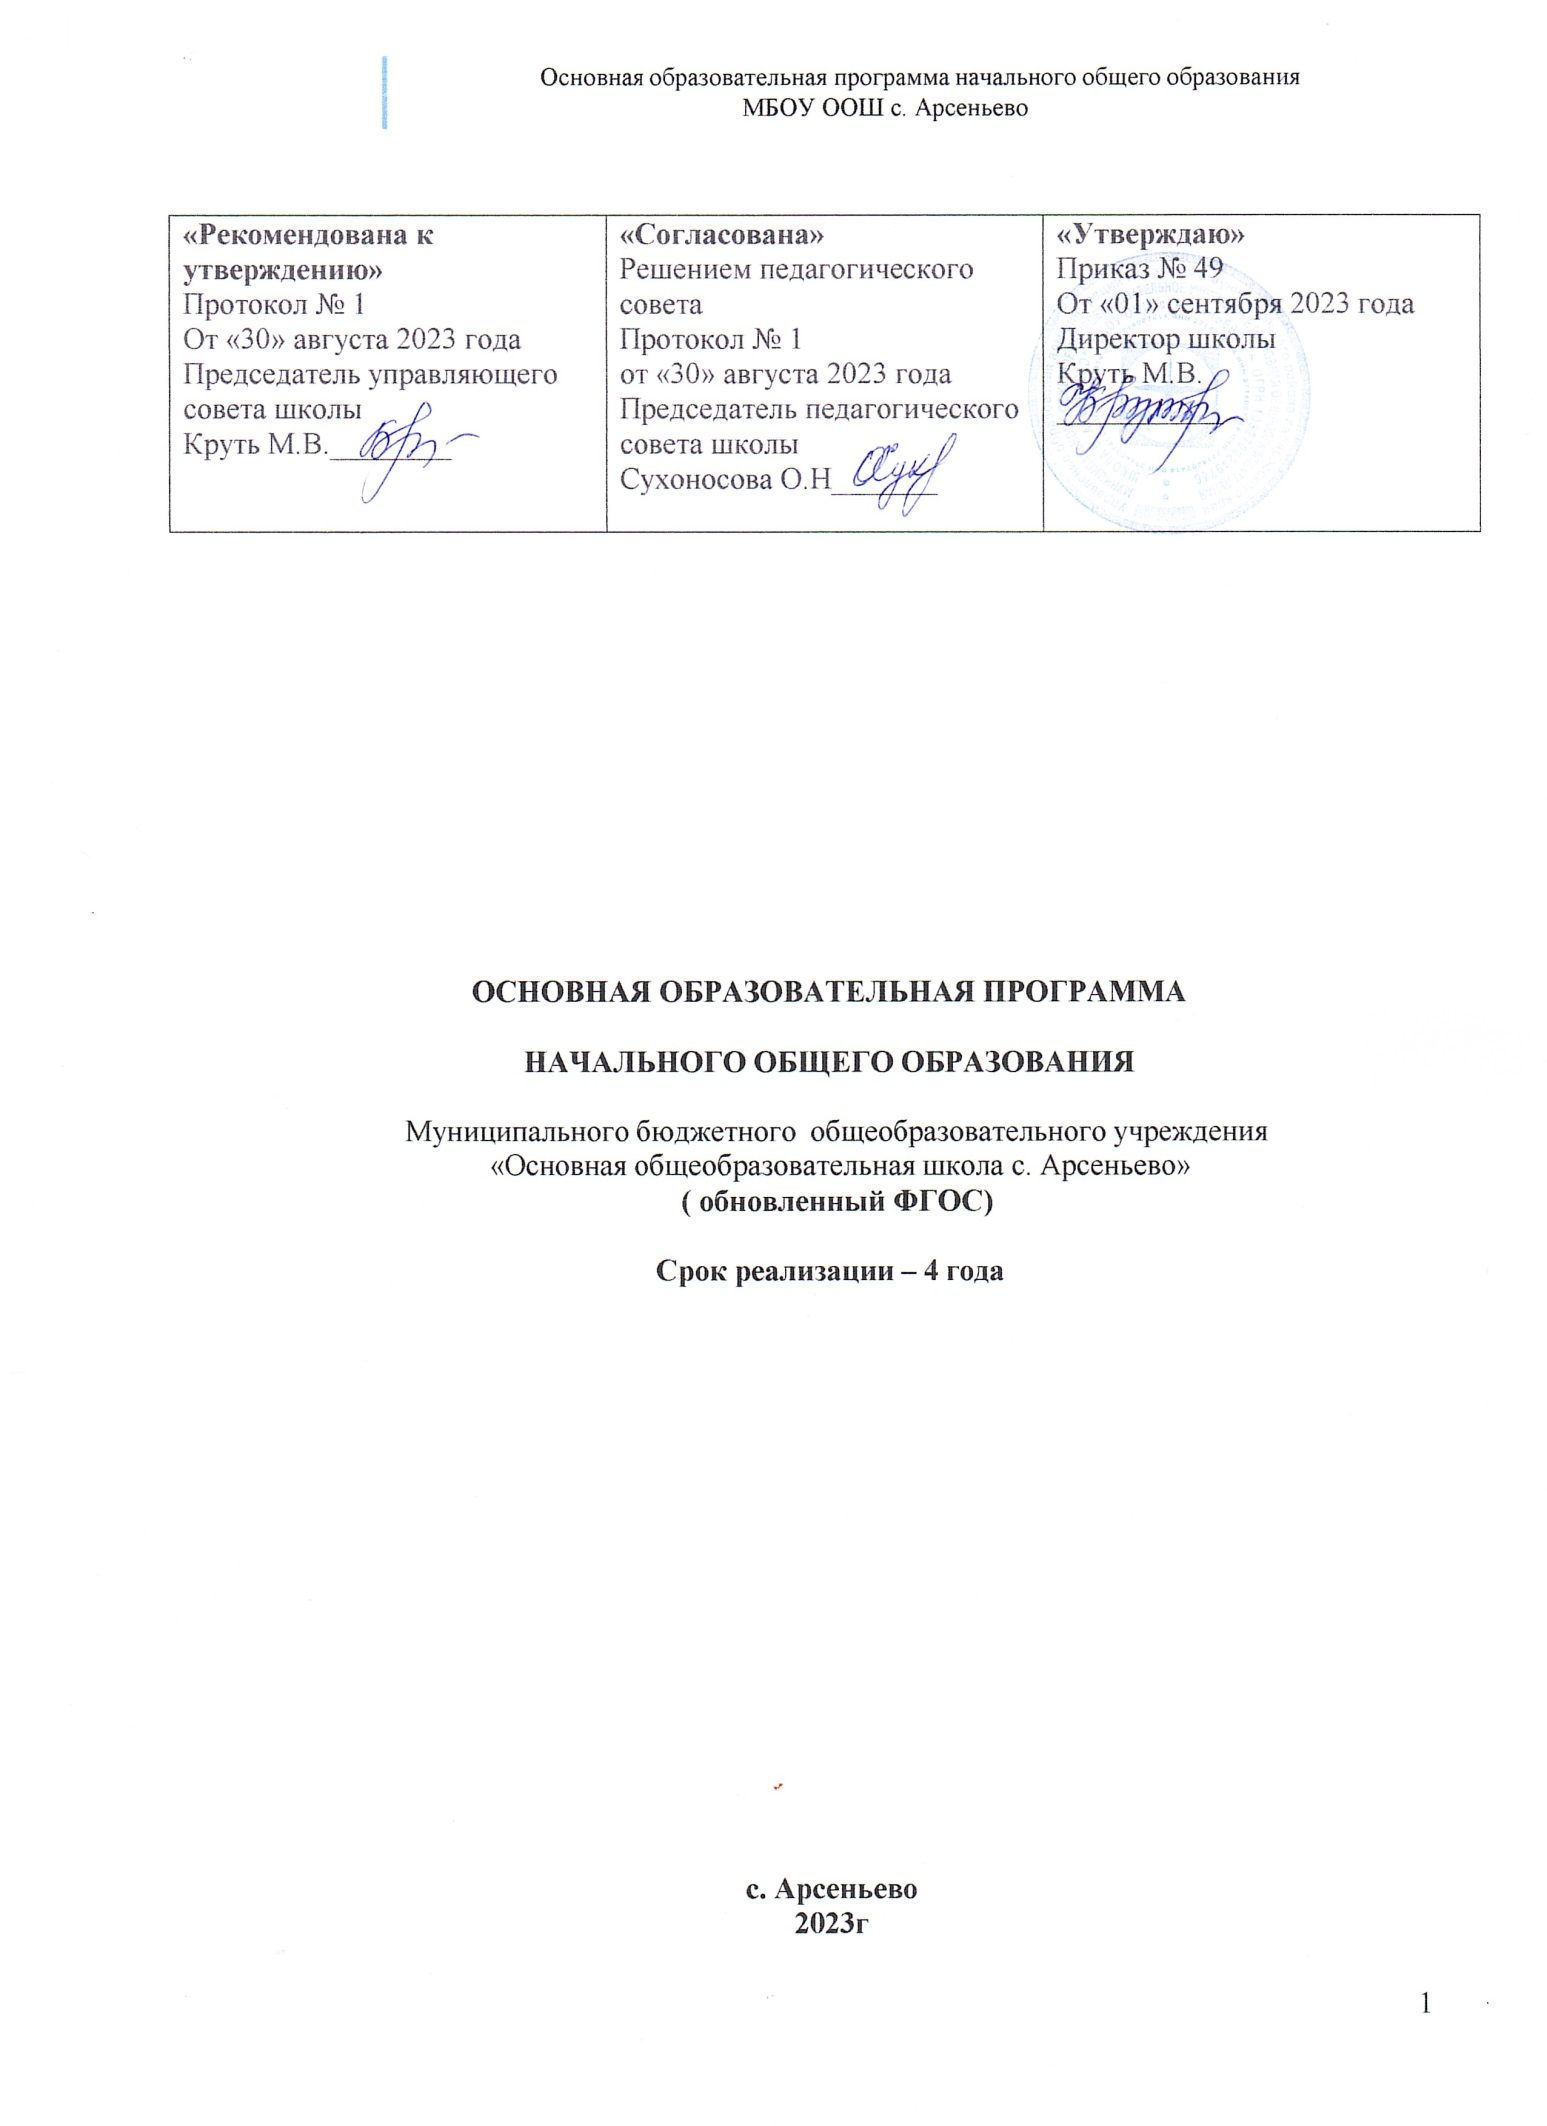 Основная образовательная программа начального общего образования
МБОУ ООШ с. Арсеньево
«Рекомендована к
утверждению»
Протокол № 1
От «30» августа 2023 года
Председатель управляющего
совета школы
Круть М.В.________
«Согласована»
Решением педагогического
совета
Протокол № 1
от «30» августа 2023 года
Председатель педагогического
совета школы
Сухоносова О.Н_______
«Утверждаю»
Приказ № 49
От «01» сентября 2023 года
Директор школы
Круть М.В.
ОСНОВНАЯ ОБРАЗОВАТЕЛЬНАЯ ПРОГРАММА
НАЧАЛЬНОГО ОБЩЕГО ОБРАЗОВАНИЯ
Муниципального бюджетного  общеобразовательного учреждения
«Основная общеобразовательная школа с. Арсеньево»
( обновленный ФГОС)
Срок реализации – 4 года
с. Арсеньево
2023г
1